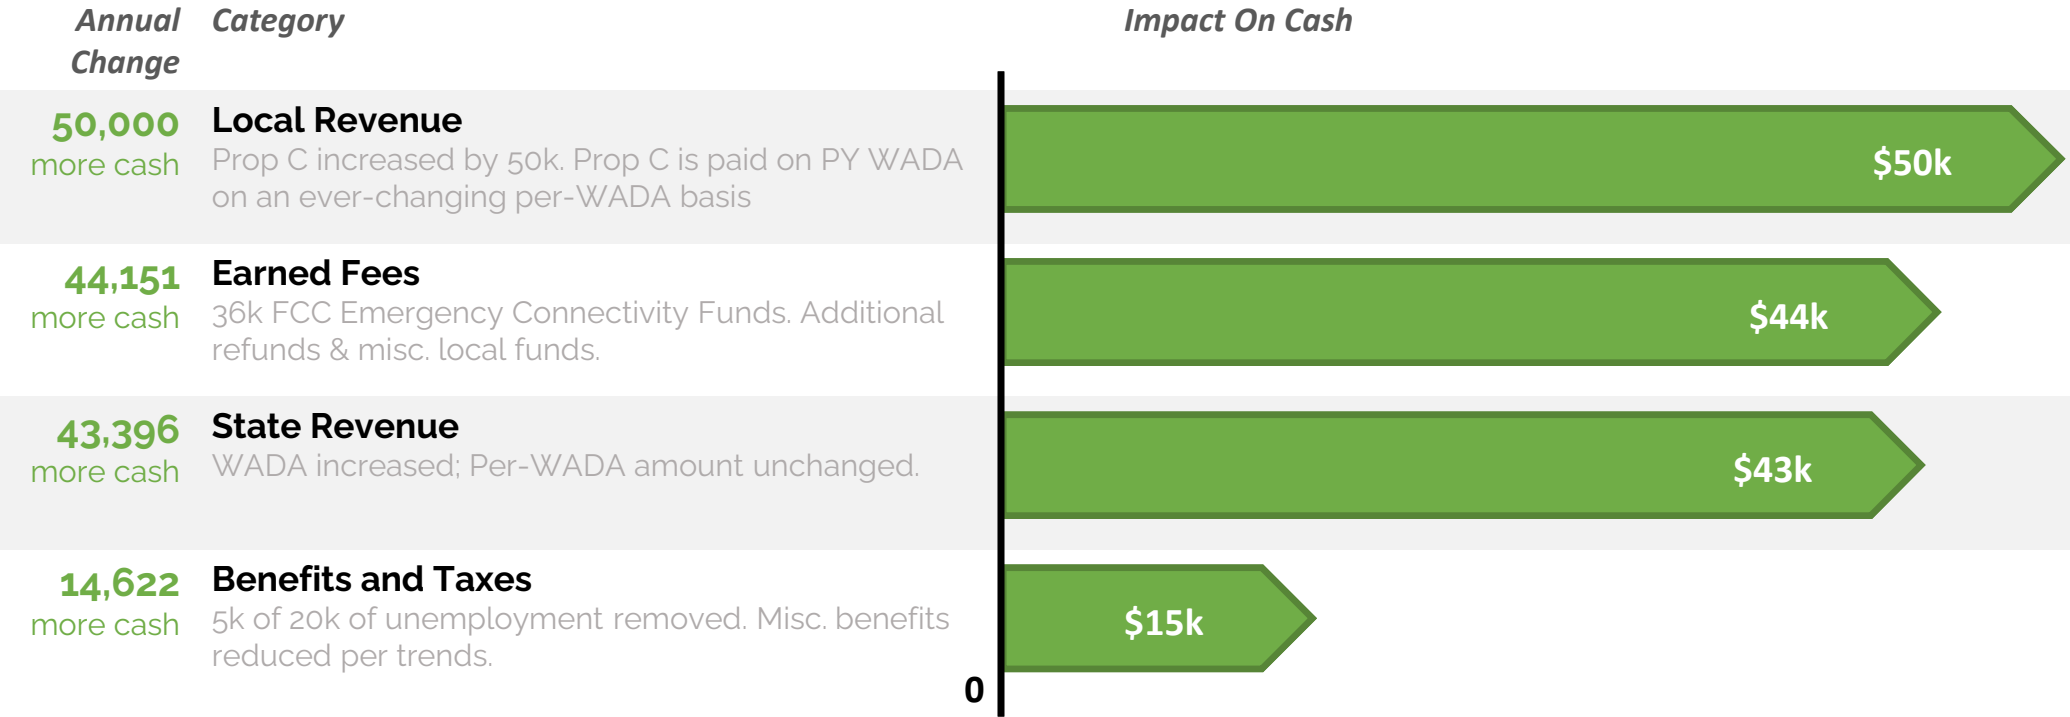 Annual Change
Category
Impact On Cash
50,000
more cash
Local Revenue
Prop C increased by 50k. Prop C is paid on PY WADA
on an ever-changing per-WADA basis
$50k
44,151
more cash
Earned Fees
36k FCC Emergency Connectivity Funds. Additional
refunds & misc. local funds.
$44k
43,396
more cash
State Revenue
WADA increased; Per-WADA amount unchanged.
$43k
14,622
more cash
Benefits and Taxes
5k of 20k of unemployment removed. Misc. benefits
reduced per trends.
$15k
0